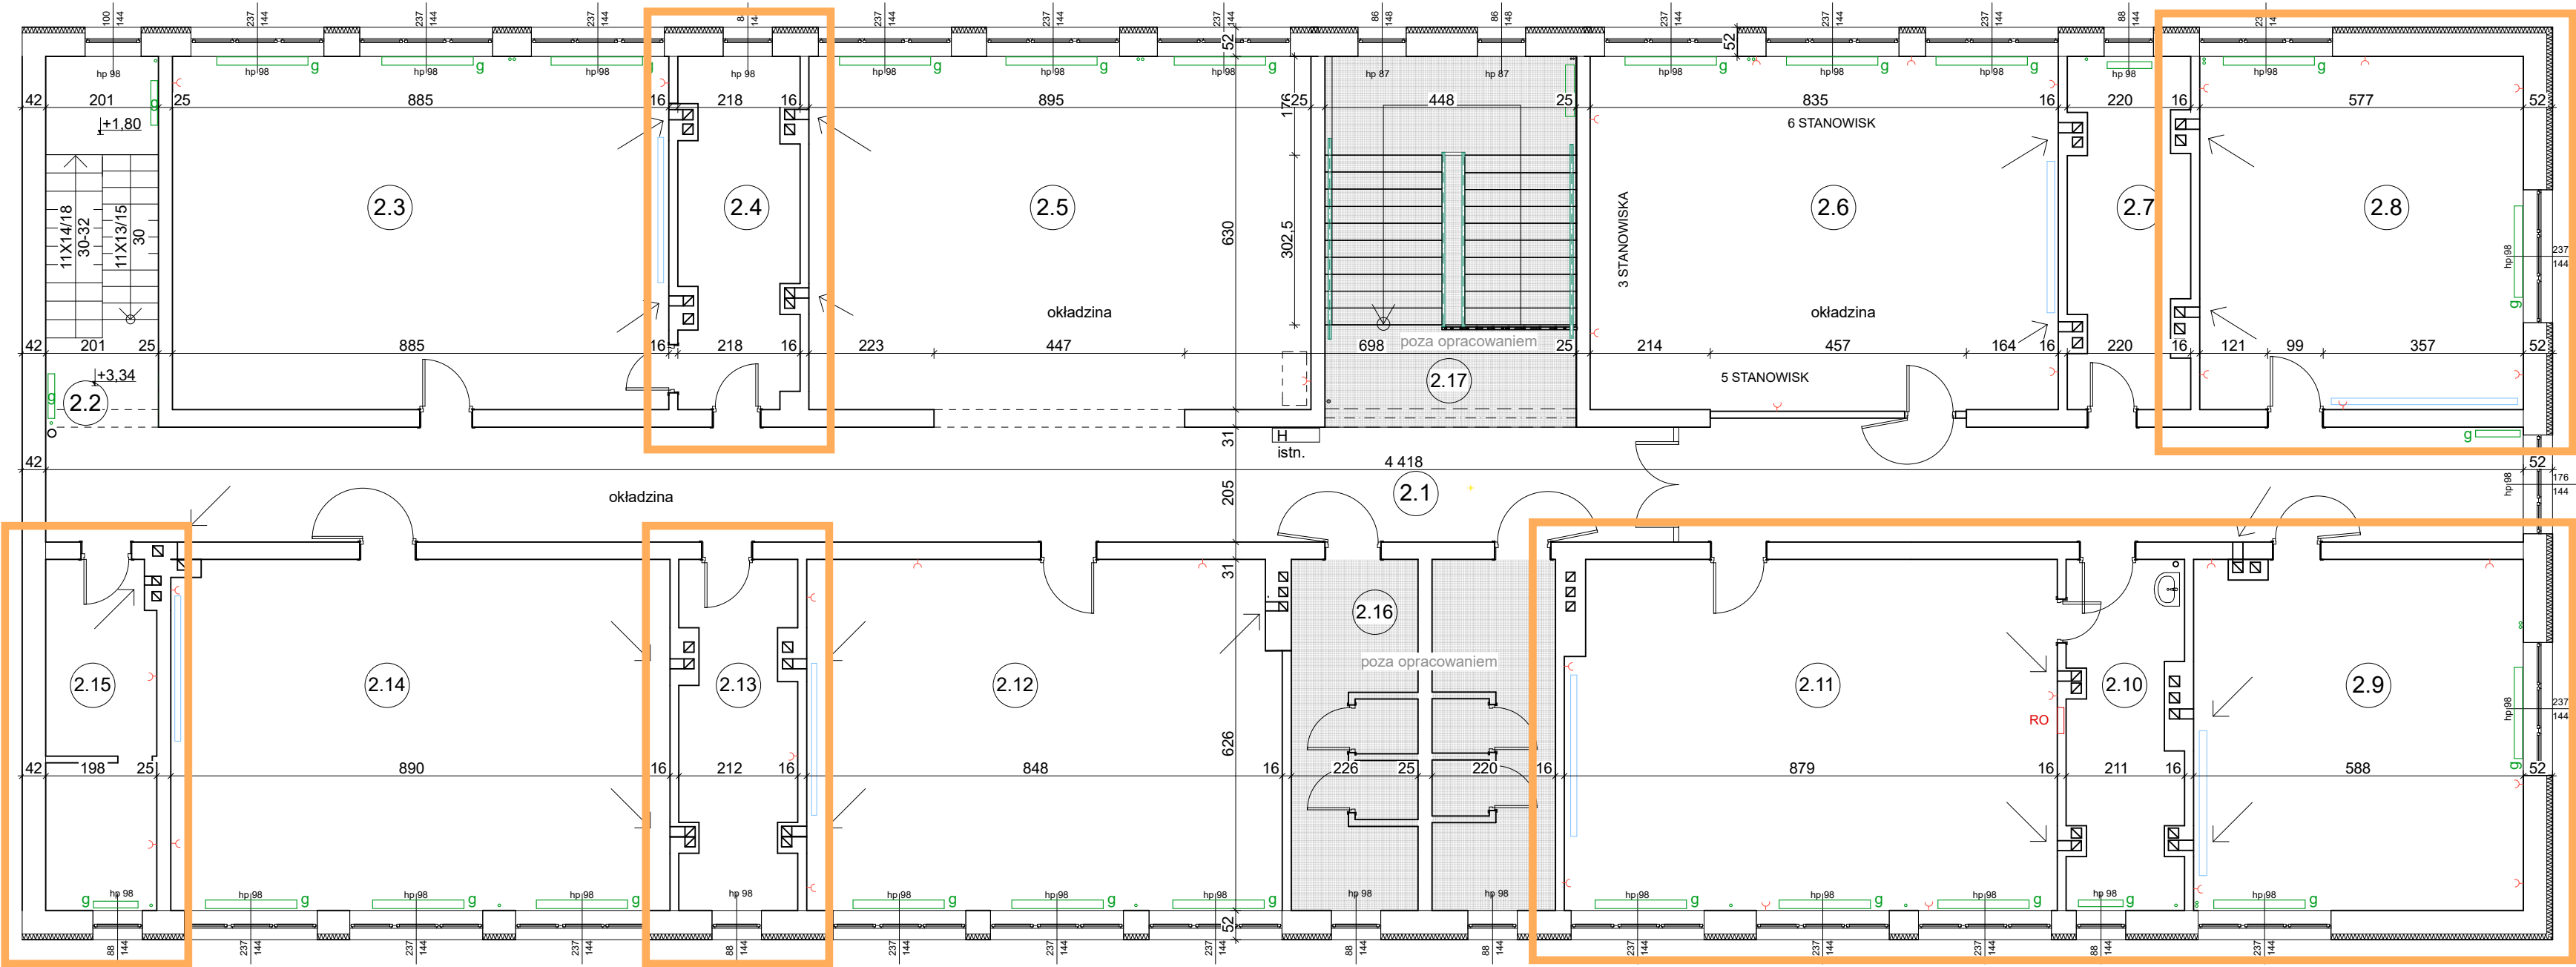 100 144 237 144 237 144 237 144 237 144 237 144 237 144 86 148 86 148 237 144 237 144 237 144 88 144
52 52
hp 98 g hp 98 g hp 98 hp 98 g hp 98 hp 98 g hp 98 g hp 98 g hp 87 hp 87 hp 98 g hp 98 g hp 98 g hp 98 hp 98 g
42 201 25 885 16 218 16 895 176 25 448 25 835 16 220 16 577 52
g
+1,80
6 STANOWISK
11X14/18
30-32
11X13/15
30
2.3
2.4
2.5
630
302,5
3 STANOWISKA
2.6
2.7
2.8
hp 98
237
144
g
okładzina
okładzina
42 201 25 885 16 218 16 223 447 698 poza opracowaniem 25 214 457 164 16 220 16 121 99 357 52
+3,34
g
2.2
2.17
5 STANOWISK
31
H
istn.
g
42
4 418
52
okładzina
205
2.1
hp 98
176
144
31
2.16
2.15
2.14
2.13
2.12
poza opracowaniem
2.11
2.10
2.9
RO
hp 98
237
144
626
g
42 198 25 890 16 212 16 848 16 226 25 220 16 879 16 211 16 588 52
g hp 98 hp 98 g hp 98 g hp 98 g hp 98 hp 98 g hp 98 g hp 98 g hp 98 hp 98 hp 98 g hp 98 g hp 98 g hp 98 g hp 98 g
52
88 144 237 144 237 144 237 144 88 144 237 144 237 144 237 144 88 144 88 144 237 144 237 144 237 144 88 144 237 144